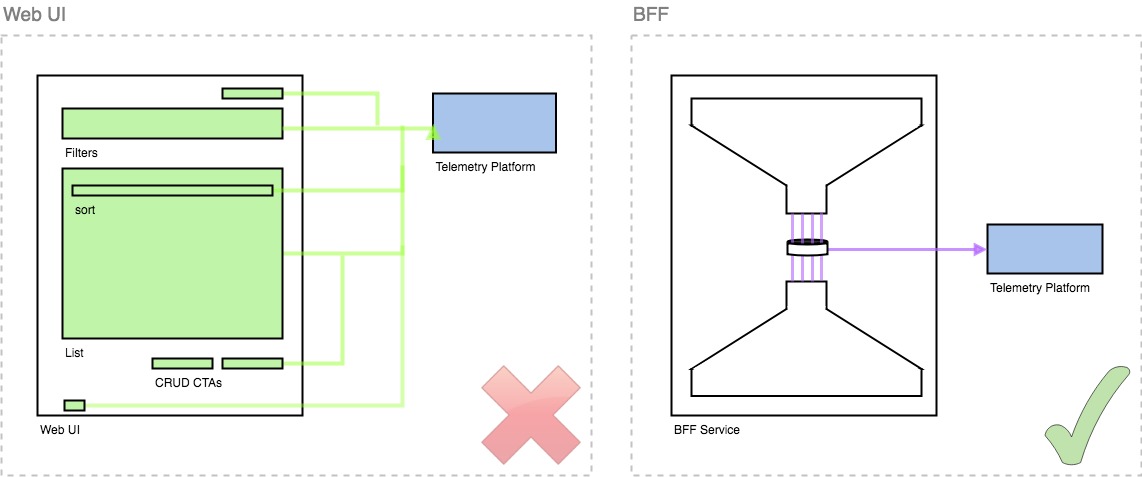 Web UI
BFF
Filters
Telemetry Platform
sort
Telemetry Platform
List
CRUD CTAs
Web UI
BFF Service